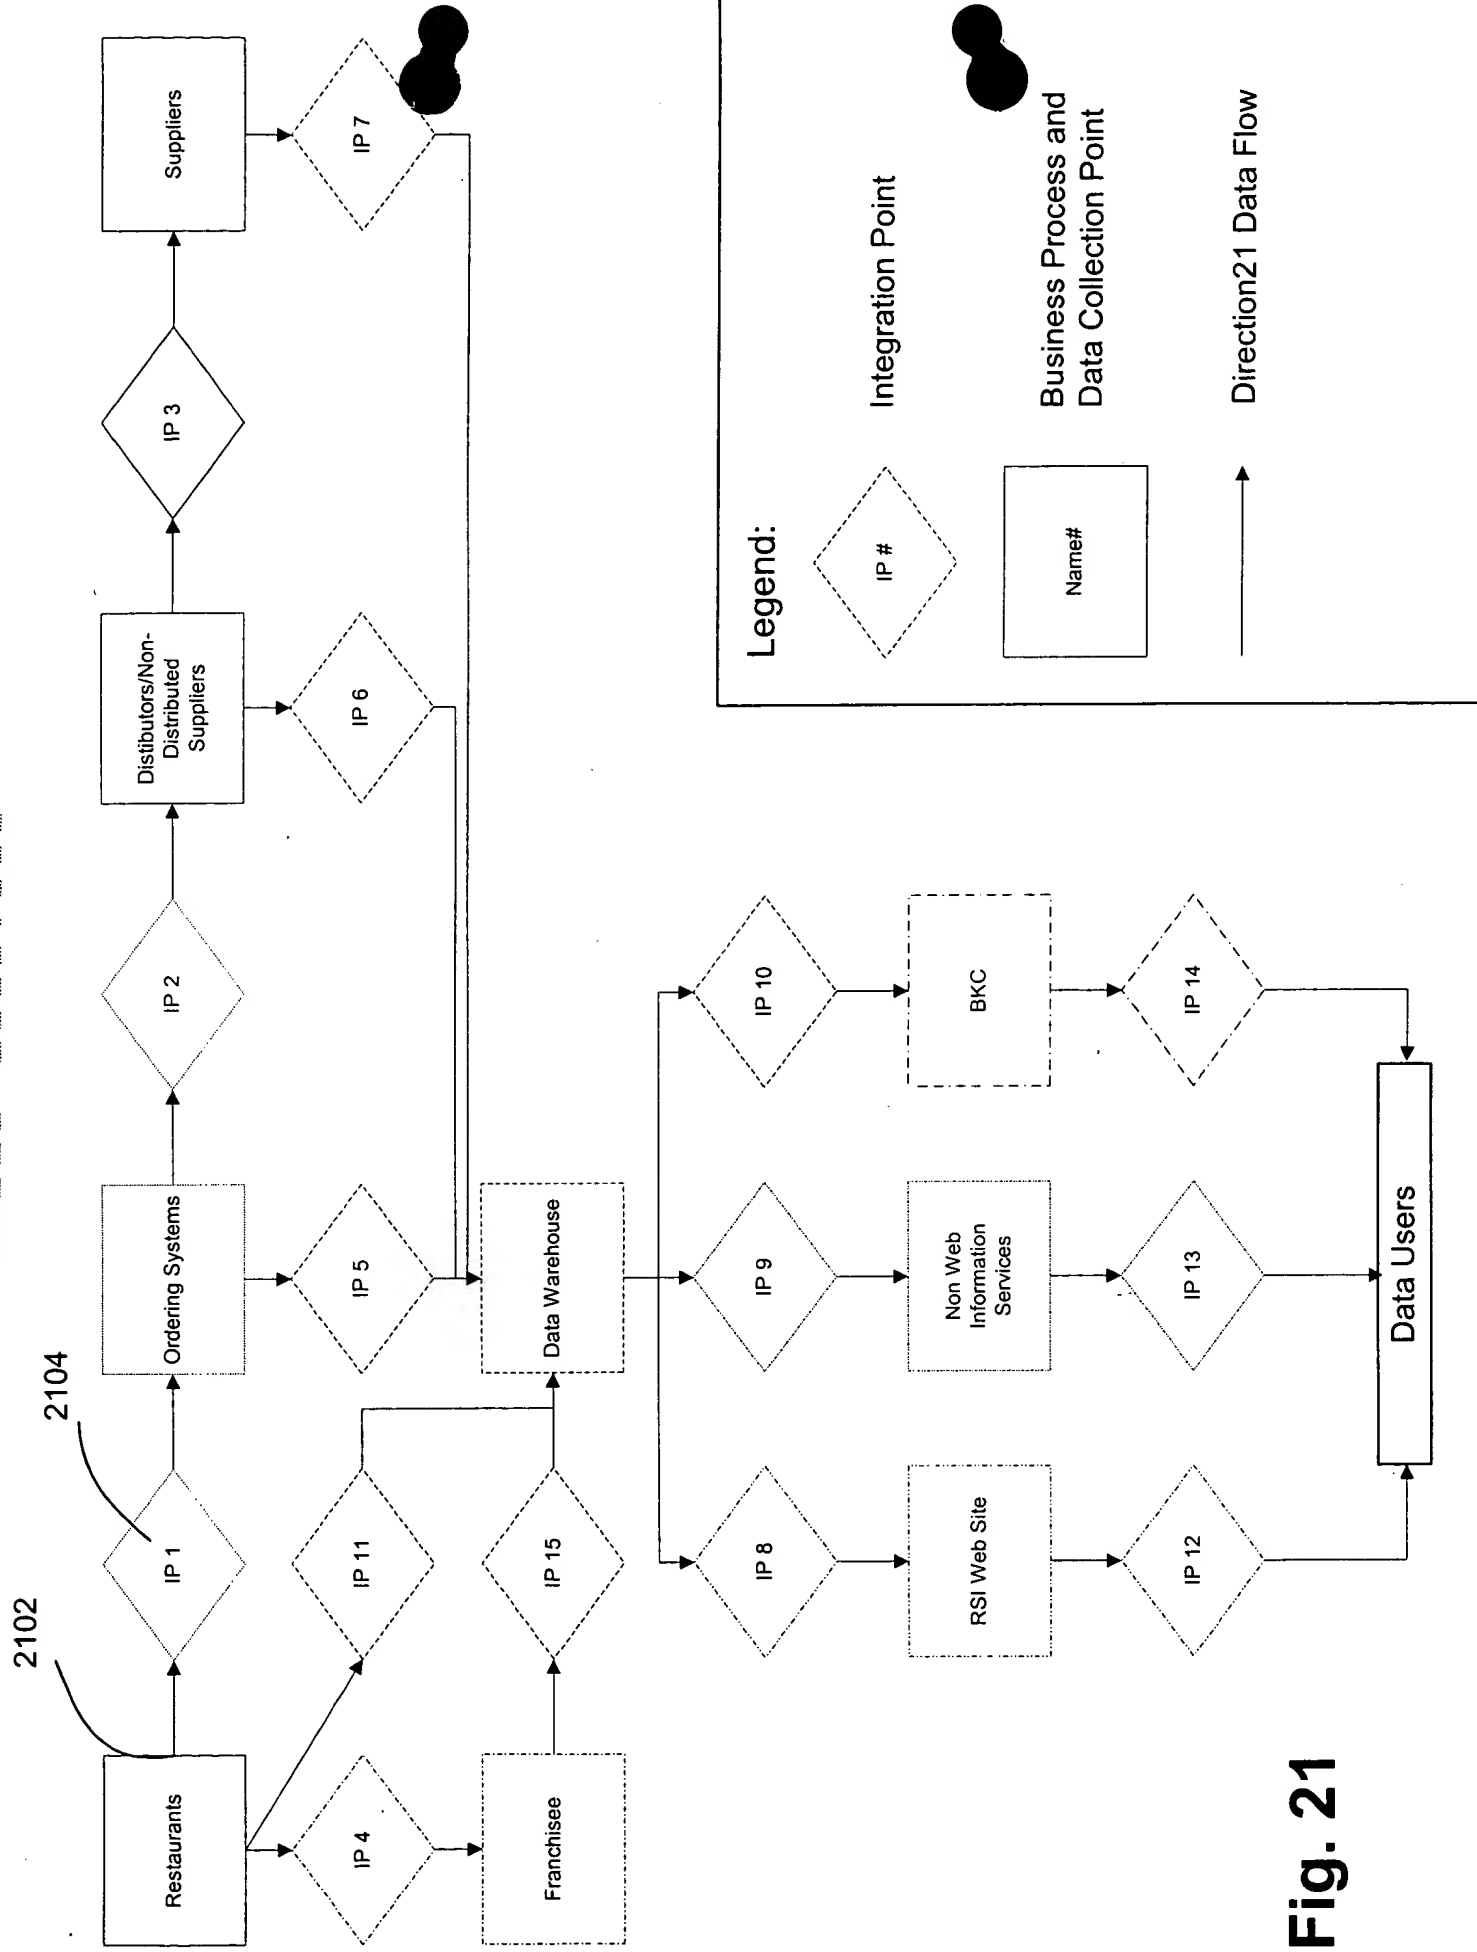 2102
2104
Restaurants
IP 1
Ordering Systems
IP 2
Distibutors/Non-
Distributed
Suppliers
IP 3
Suppliers
IP 4
IP 11
IP 5
IP 6
IP 7
Franchisee
IP 15
Data Warehouse
IP 8
IP 9
IP 10
RSI Web Site
Non Web
Information
Services
BKC
IP 12
IP 13
IP 14
Data Users
Legend:
IP #
Integration Point
Name#
Business Process and
Data Collection Point
Direction21 Data Flow
Fig. 21